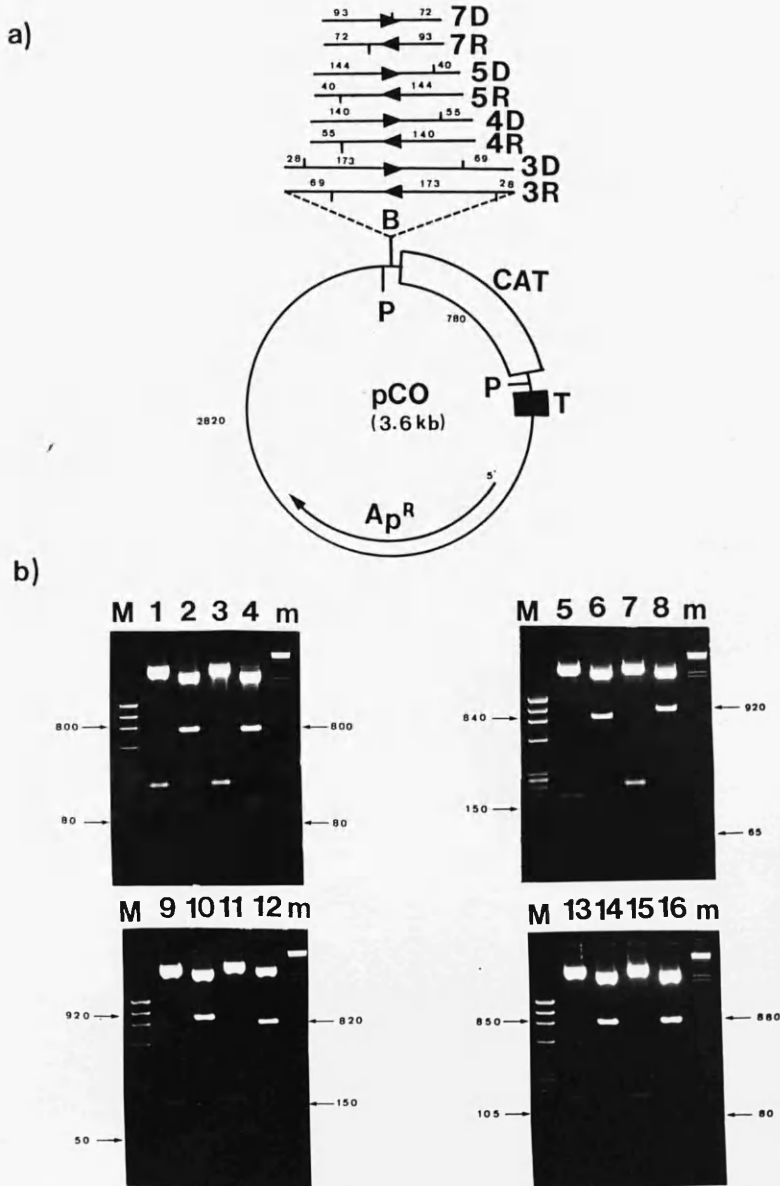 a)
93 72 7D
72 93 7R
144 40 5D
40 144 5R
140 55 4D
55 140 4R
28 173 69 3D
69 173 28 3R
B
CAT
P
780
P
T
pCO
(3.6 kb)
2820
5'
Ap^R
b)
M 1 2 3 4 m
800 800
80 80
M 5 6 7 8 m
840 920
150 65
M 9 10 11 12 m
920 820
150
50
M 13 14 15 16 m
850 880
105 80